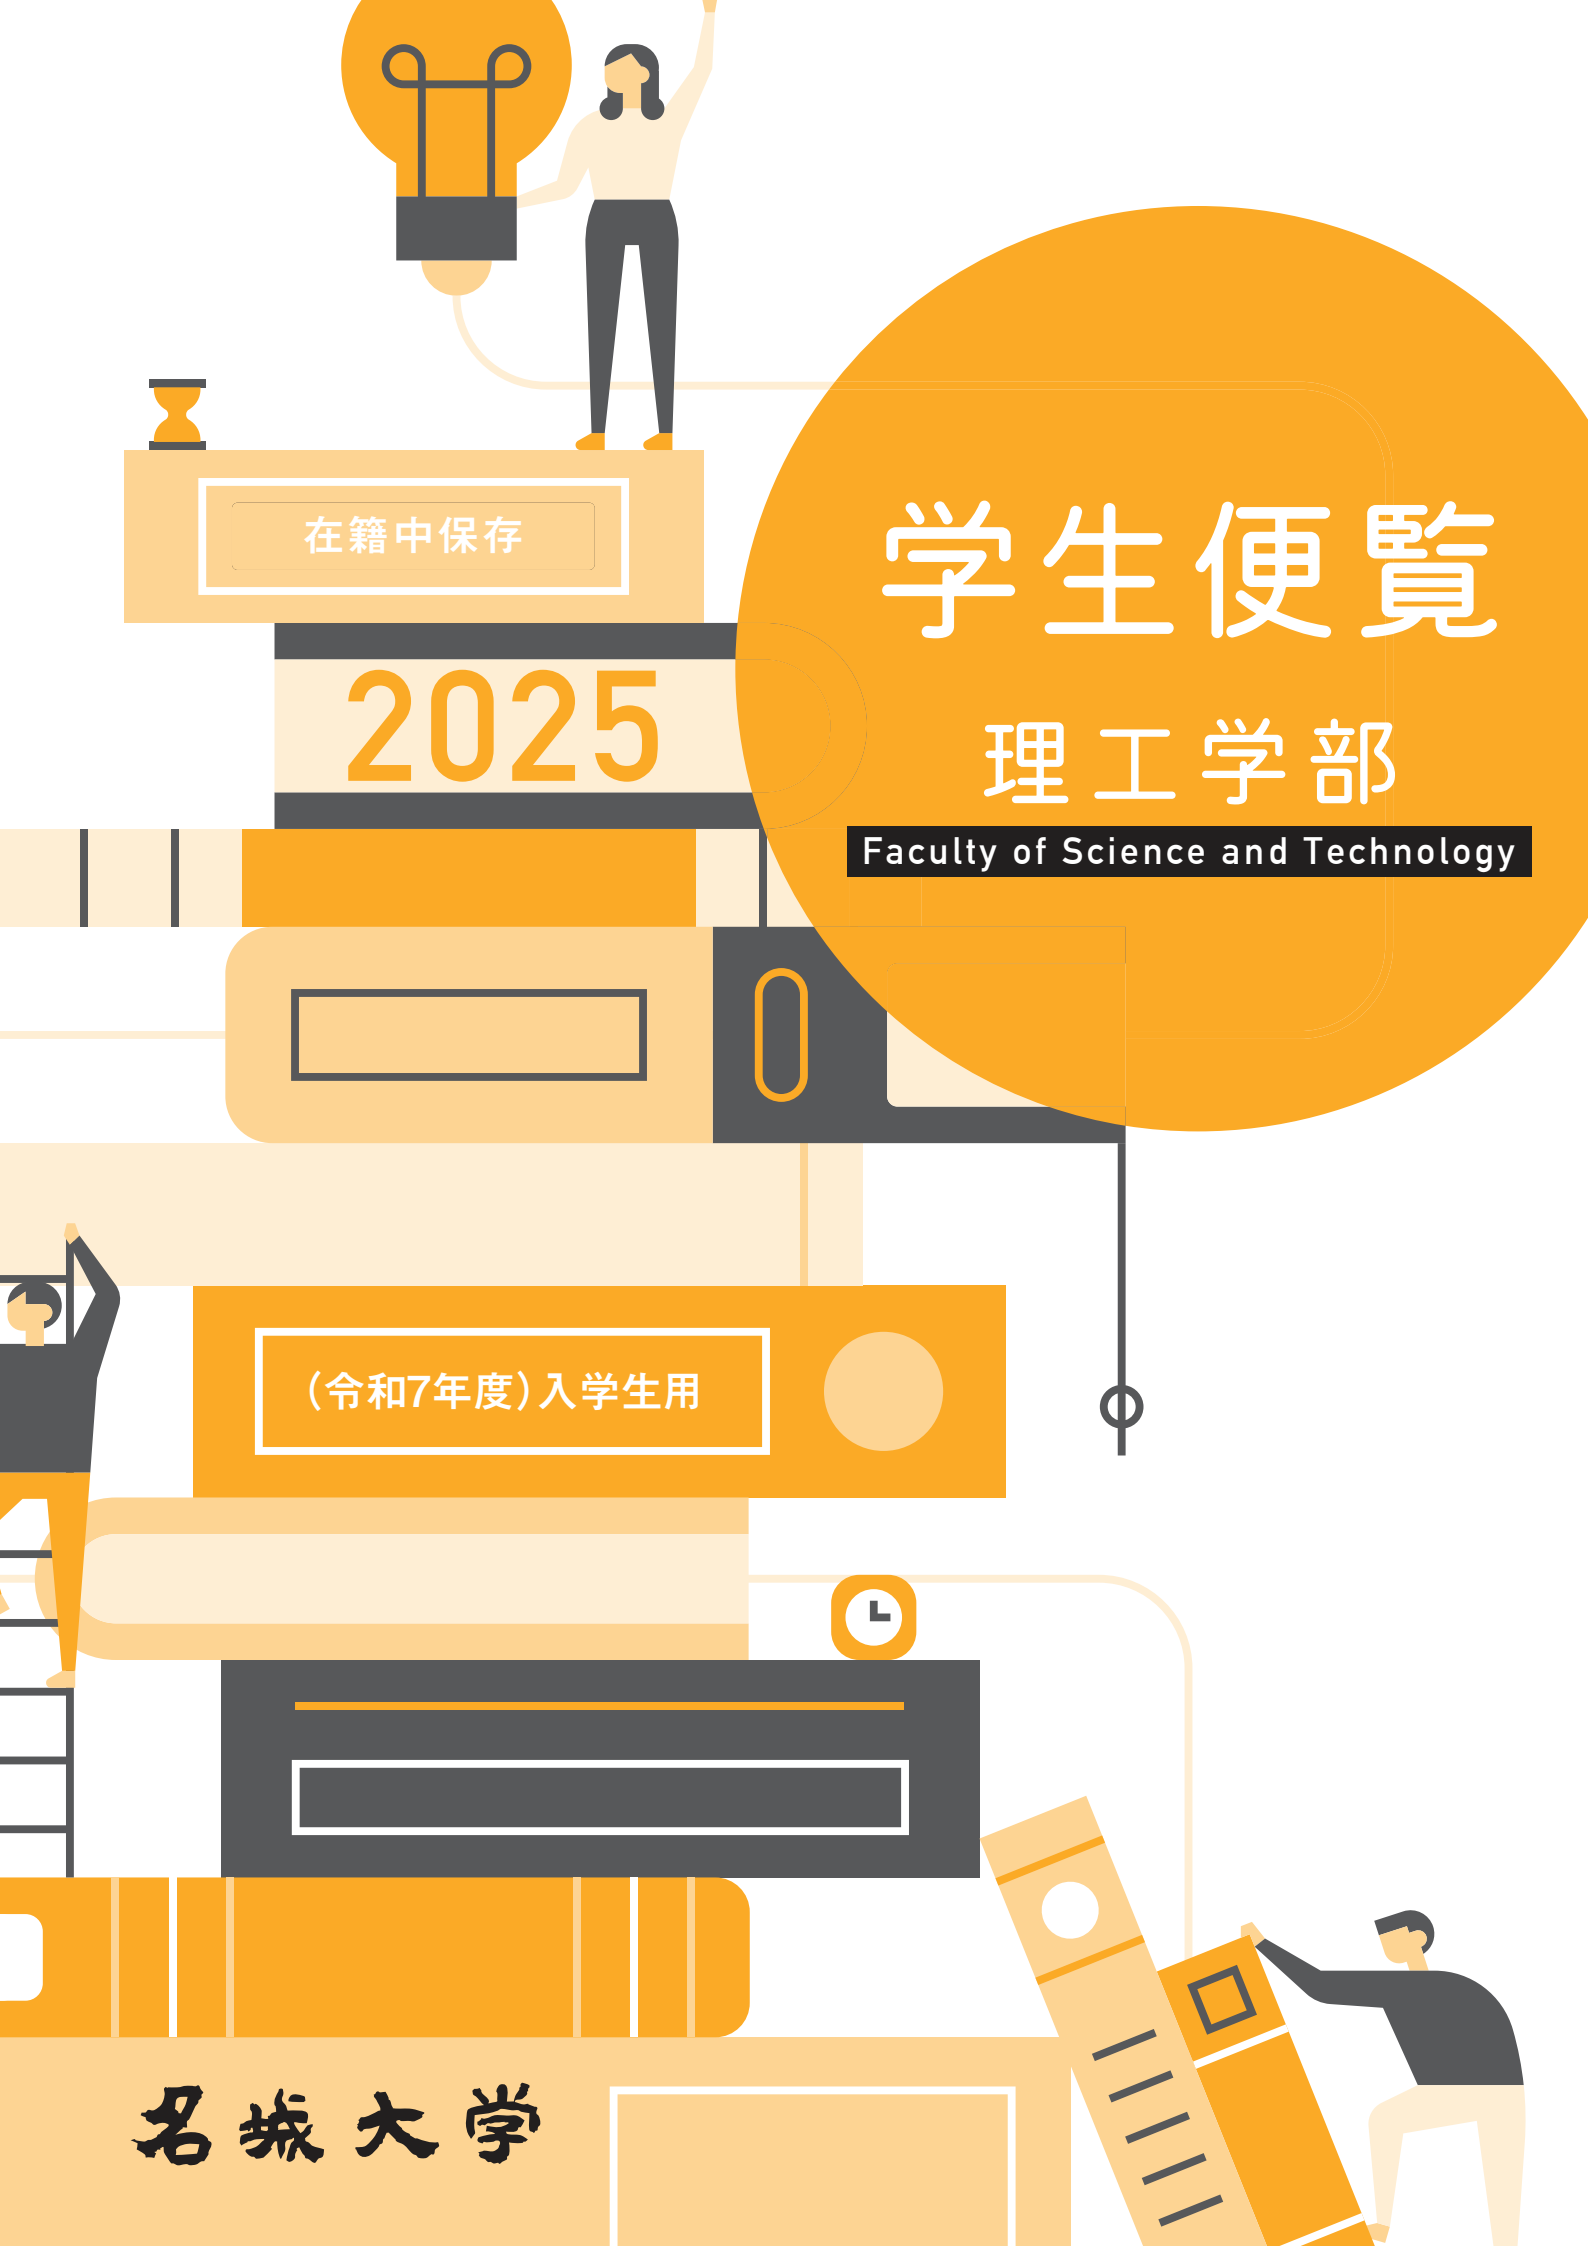 在籍中保存
学生便覧
2025
理工学部
Faculty of Science and Technology
（令和7年度）入学生用
名城大学